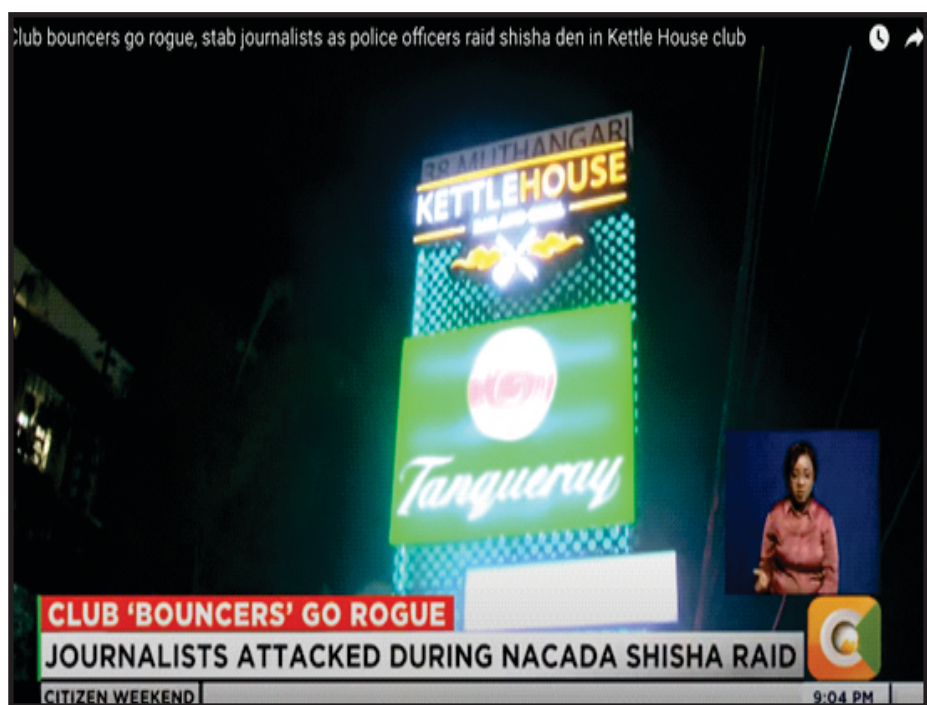 Club bouncers go rogue, stab journalists as police officers raid shisha den in Kettle House club
38 MUTHANGARI
KETTLEHOUSE
Tanqueray
CLUB 'BOUNCERS' GO ROGUE
JOURNALISTS ATTACKED DURING NACADA SHISHA RAID
CITIZEN WEEKEND
9:04 PM